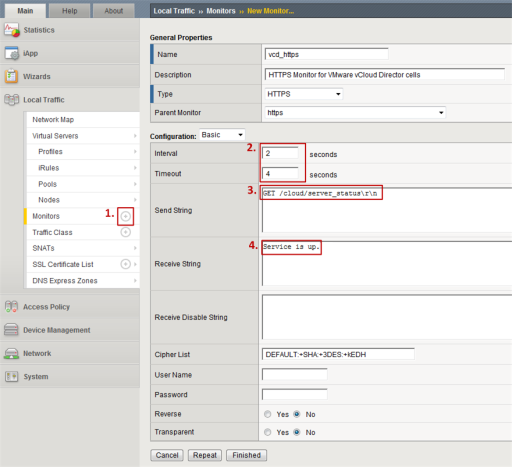 Main
Help
About
Local Traffic » Monitors » New Monitor...
Statistics
iApp
Wizards
Local Traffic
Network Map
Virtual Servers
Profiles
iRules
Pools
Nodes
Monitors
1.
Traffic Class
SNATs
SSL Certificate List
DNS Express Zones
Access Policy
Device Management
Network
System
General Properties
Name
vcd_https
Description
HTTPS Monitor for VMware vCloud Director cells
Type
HTTPS
Parent Monitor
https
Configuration: Basic
Interval
2.
2 seconds
Timeout
4 seconds
3.
Send String
GET /cloud/server_status\r\n
4.
Receive String
Service is up.
Receive Disable String
Cipher List
DEFAULT:+SHA:+3DES:+kEDH
User Name
Password
Reverse
Yes No
Transparent
Yes No
Cancel Repeat Finished